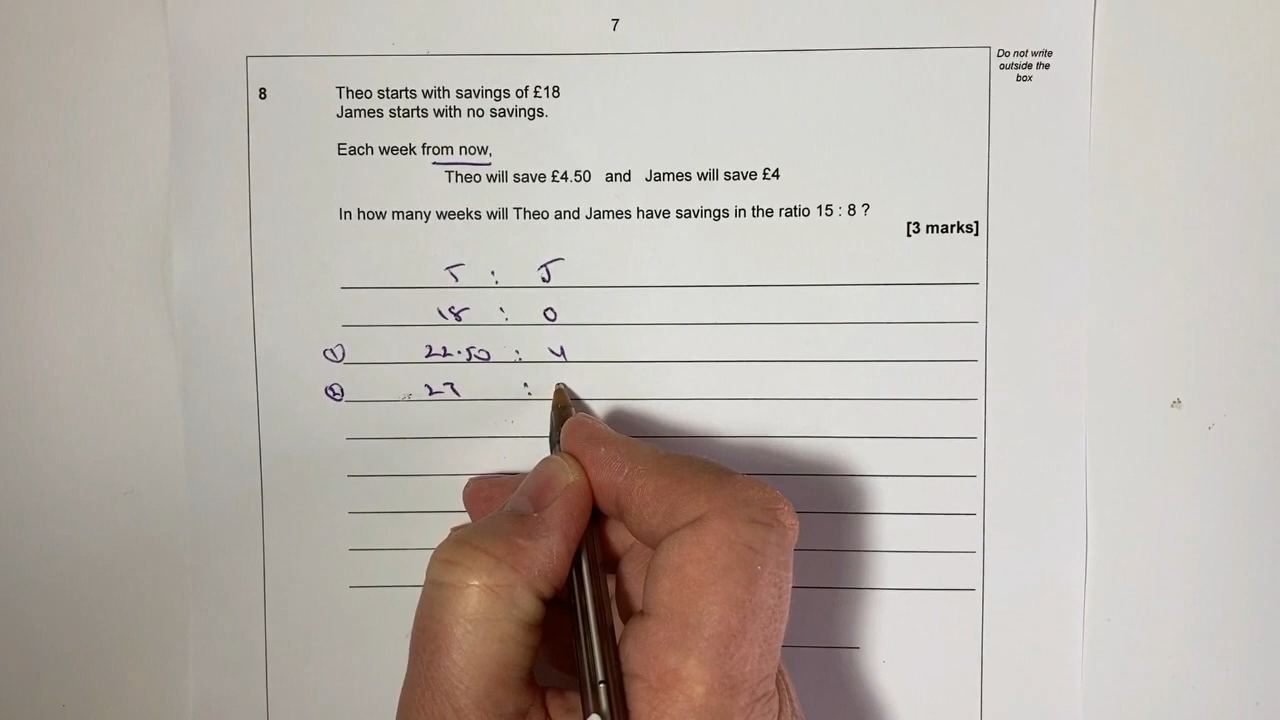 7
Do not write
outside the
box
8 Theo starts with savings of £18
James starts with no savings.
Each week from now,
Theo will save £4.50 and James will save £4
In how many weeks will Theo and James have savings in the ratio 15 : 8 ?
[3 marks]
T : J
18 : 0
① 22.50 : 4
② 27 :